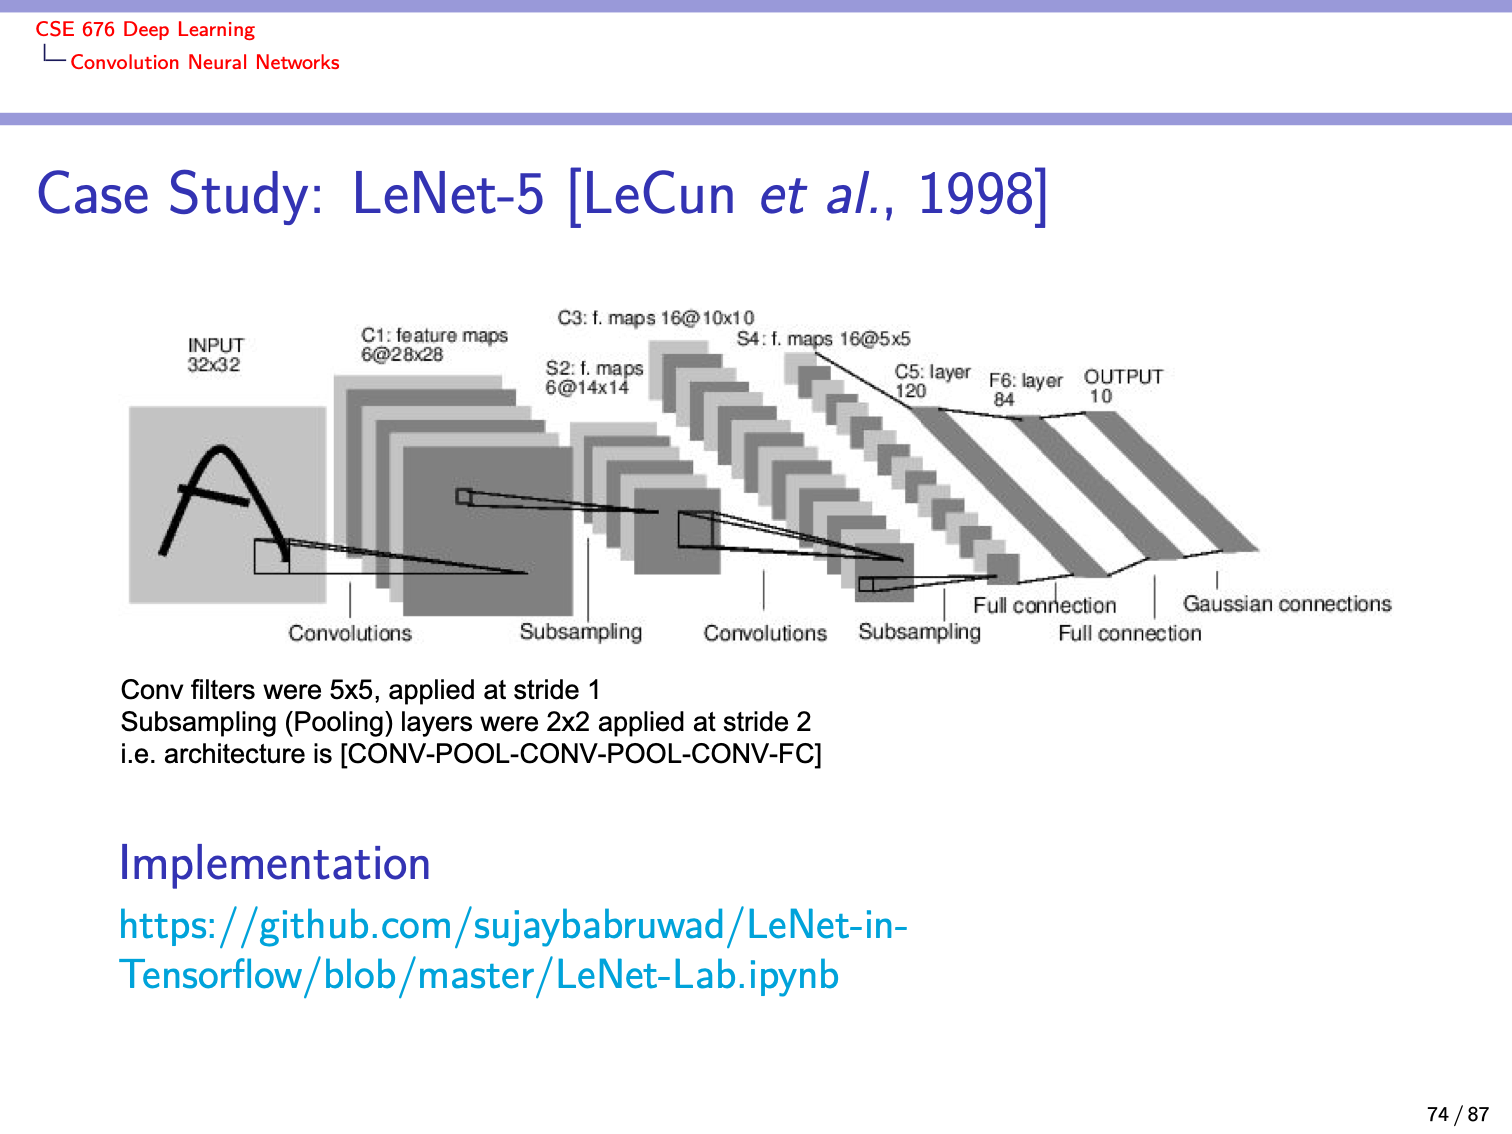 CSE 676 Deep Learning
Convolution Neural Networks
Case Study: LeNet-5 [LeCun et al., 1998]
INPUT
32x32
C1: feature maps
6@28x28
C3: f. maps 16@10x10
S2: f. maps
6@14x14
S4: f. maps 16@5x5
C5: layer
120
F6: layer
84
OUTPUT
10
Convolutions
Subsampling
Convolutions
Subsampling
Full connection
Full connection
Gaussian connections
Conv filters were 5x5, applied at stride 1
Subsampling (Pooling) layers were 2x2 applied at stride 2
i.e. architecture is [CONV-POOL-CONV-POOL-CONV-FC]
Implementation
https://github.com/sujaybabruwad/LeNet-in-
Tensorflow/blob/master/LeNet-Lab.ipynb
74 / 87